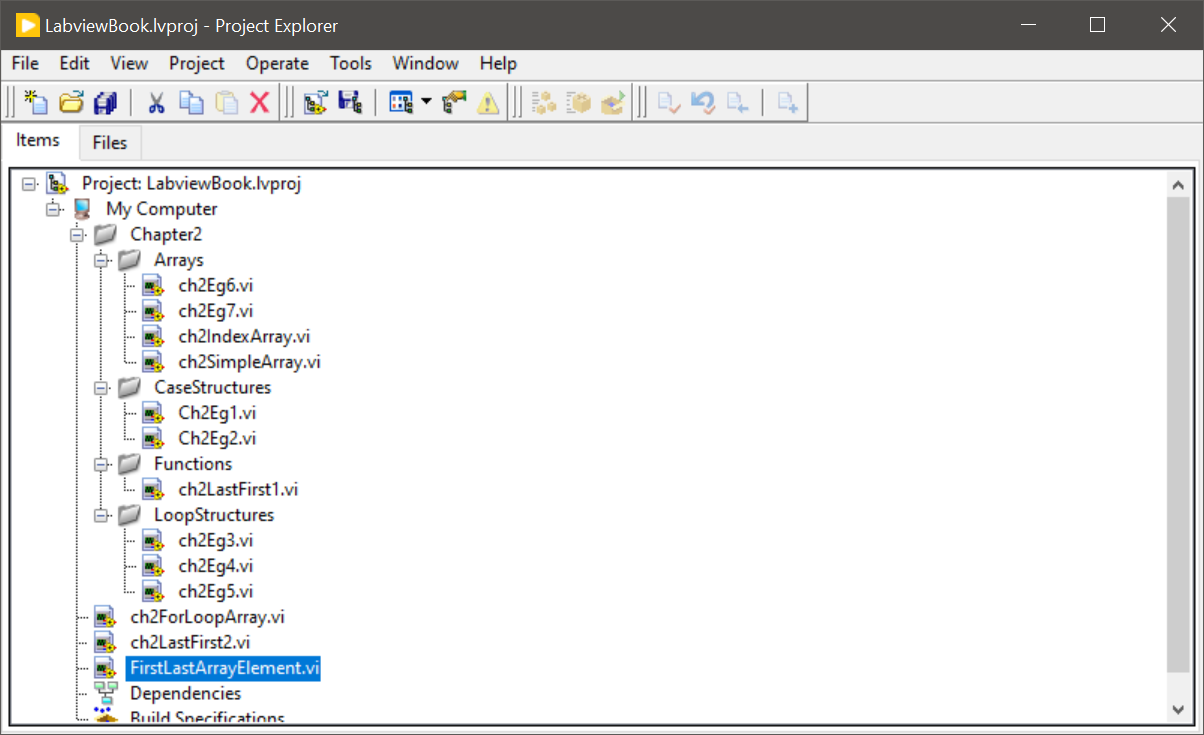 LabviewBook.lvproj - Project Explorer
File Edit View Project Operate Tools Window Help
Items Files
Project: LabviewBook.lvproj
My Computer
Chapter2
Arrays
ch2Eg6.vi
ch2Eg7.vi
ch2IndexArray.vi
ch2SimpleArray.vi
CaseStructures
Ch2Eg1.vi
Ch2Eg2.vi
Functions
ch2LastFirst1.vi
LoopStructures
ch2Eg3.vi
ch2Eg4.vi
ch2Eg5.vi
ch2ForLoopArray.vi
ch2LastFirst2.vi
FirstLastArrayElement.vi
Dependencies
Build Specifications